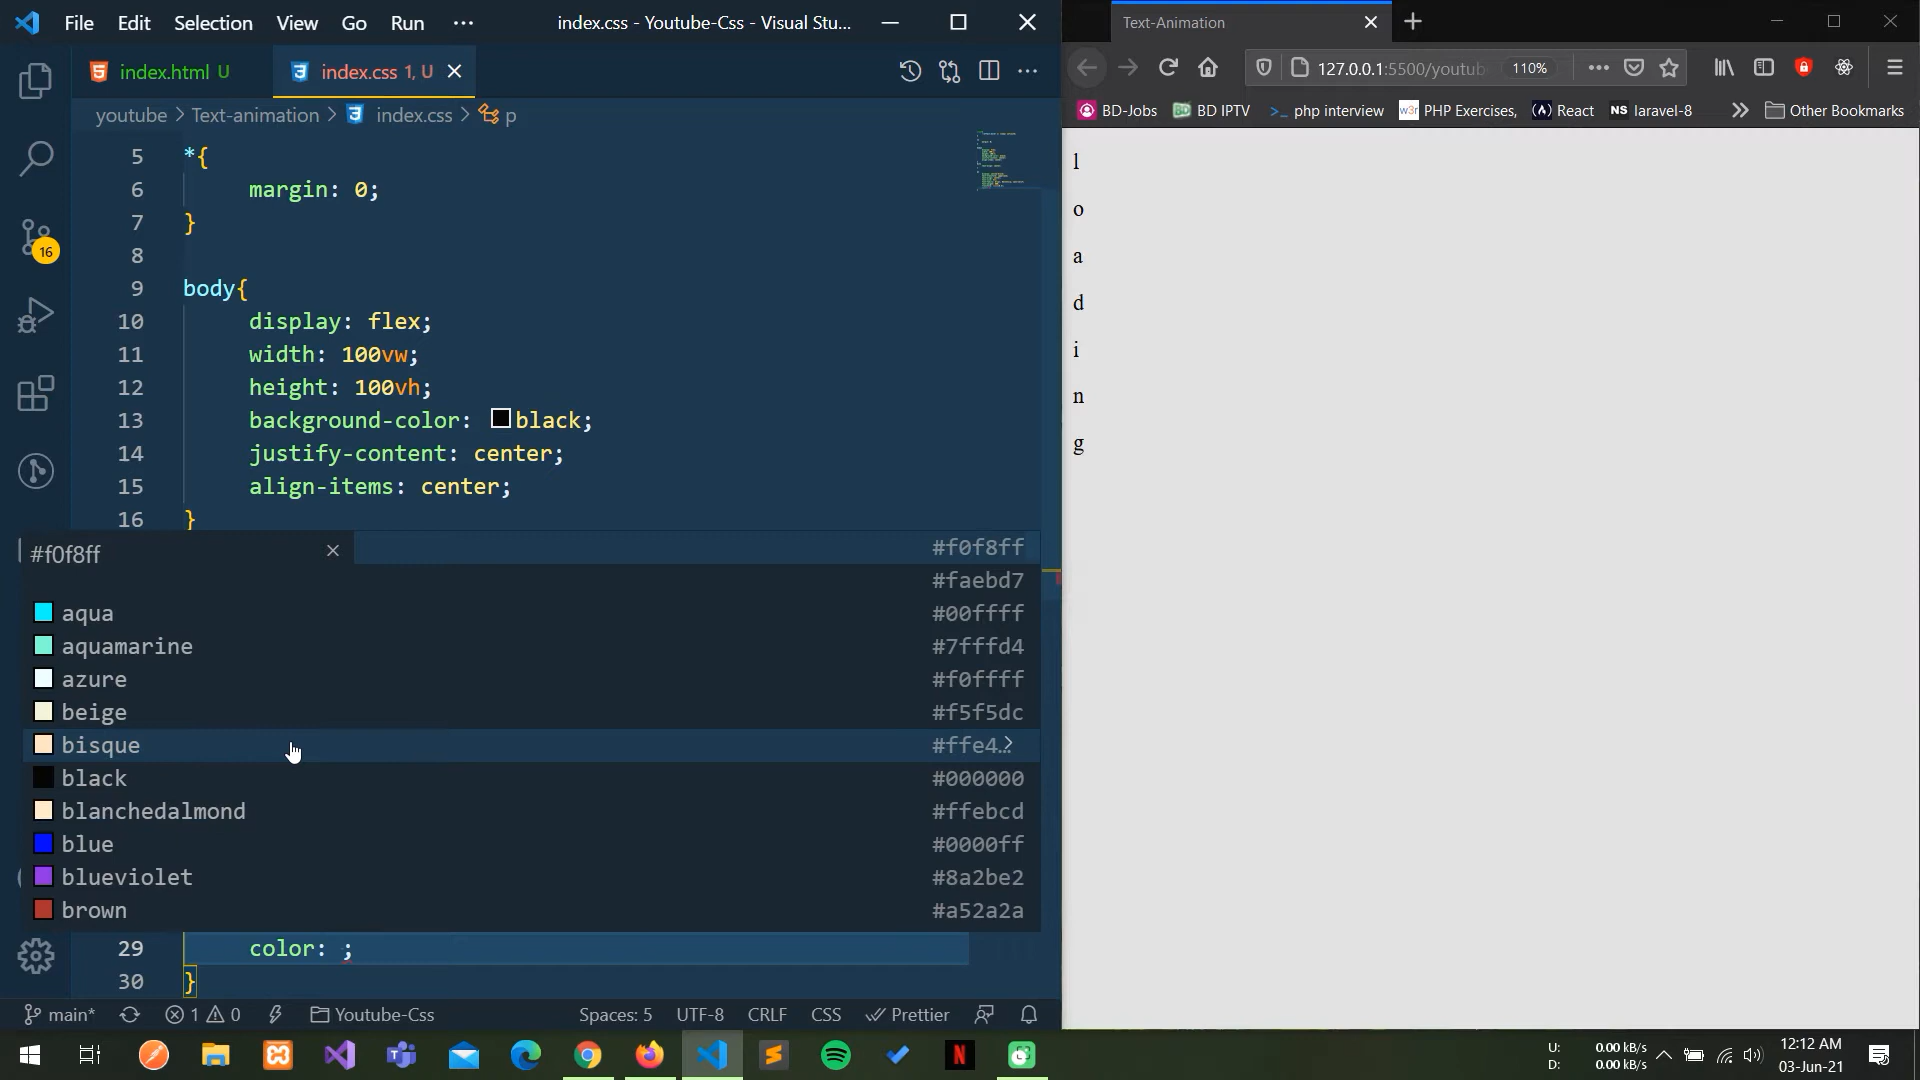 File Edit Selection View Go Run ··· index.css - Youtube-Css - Visual Stu...
index.html U index.css 1, U
youtube > Text-animation > index.css > p
5 *{
6 margin: 0;
7 }
8
9 body{
10 display: flex;
11 width: 100vw;
12 height: 100vh;
13 background-color: black;
14 justify-content: center;
15 align-items: center;
16 }
16
#f0f8ff
#f0f8ff
#faebd7
aqua #00ffff
aquamarine #7fffd4
azure #f0ffff
beige #f5f5dc
bisque #ffe4…
black #000000
blanchedalmond #ffebcd
blue #0000ff
blueviolet #8a2be2
brown #a52a2a
29 color: ;
30 }
main* 1 0 Youtube-Css Spaces: 5 UTF-8 CRLF CSS Prettier
Text-Animation
127.0.0.1:5500/youtub 110%
BD-Jobs BD IPTV >_ php interview w3r PHP Exercises, React NS laravel-8 Other Bookmarks
l
o
a
d
i
n
g
U: 0.00 kB/s
D: 0.00 kB/s
12:12 AM
03-Jun-21